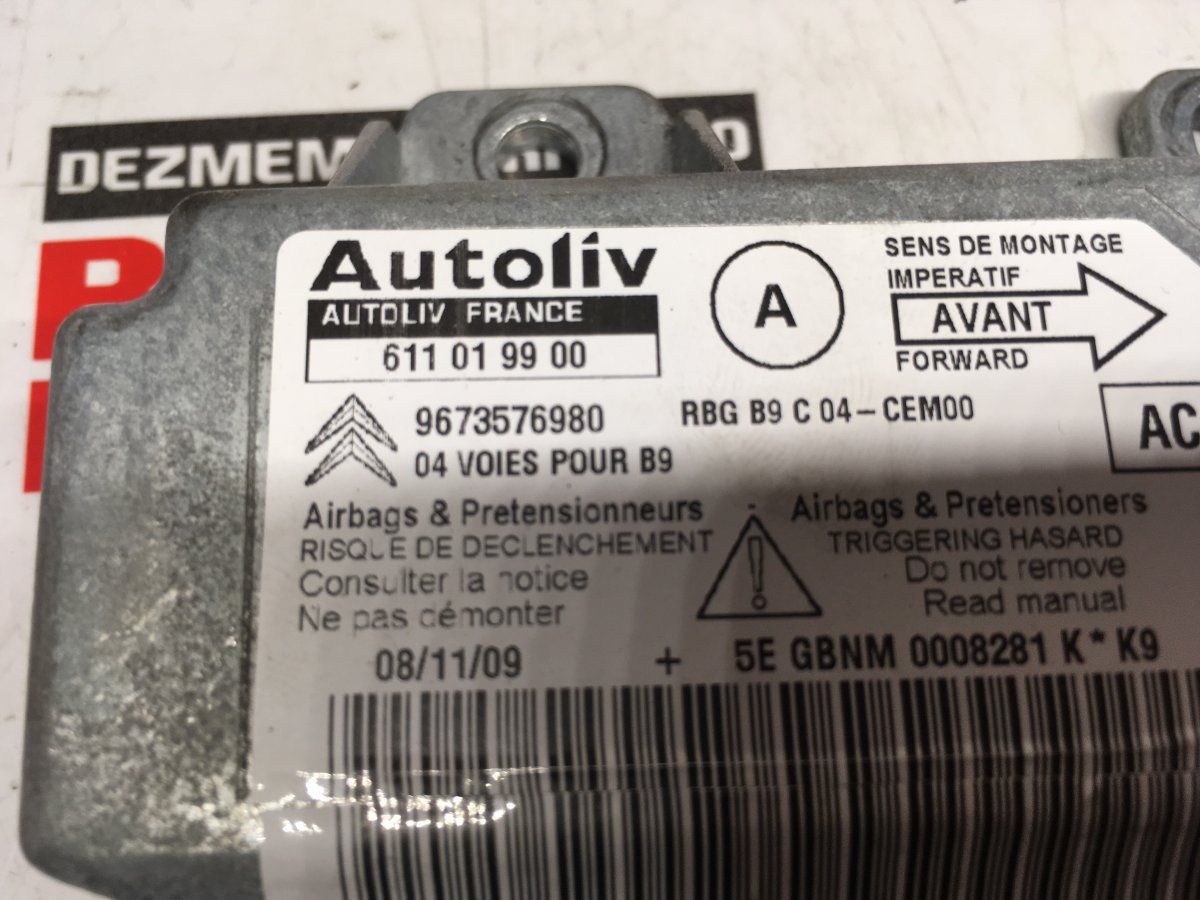 DEZMEM
Autoliv
AUTOLIV FRANCE
611 01 99 00
A
SENS DE MONTAGE
IMPERATIF
AVANT
FORWARD
9673576980
RBG B9 C 04-CEM00
04 VOIES POUR B9
AC
Airbags & Pretensionneurs
RISQUE DE DECLENCHEMENT
Consulter la notice
Ne pas démonter
Airbags & Pretensioners
TRIGGERING HASARD
Do not remove
Read manual
08/11/09
+ 5E GBNM 0008281 K* K9